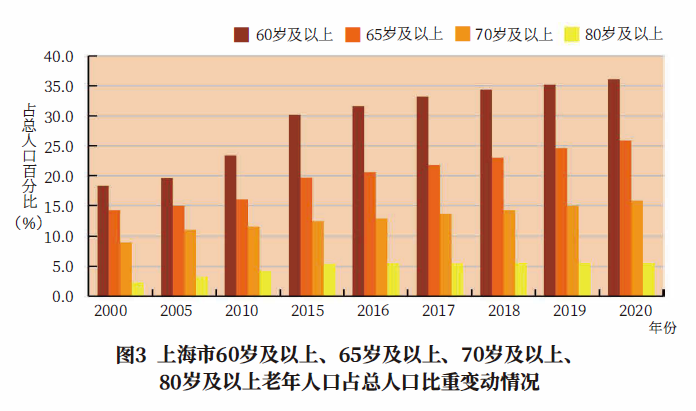 60岁及以上 65岁及以上 70岁及以上 80岁及以上
占总人口百分比(%)
40.0
35.0
30.0
25.0
20.0
15.0
10.0
5.0
0.0
2000 2005 2010 2015 2016 2017 2018 2019 2020
年份
图3 上海市60岁及以上、65岁及以上、70岁及以上、
80岁及以上老年人口占总人口比重变动情况